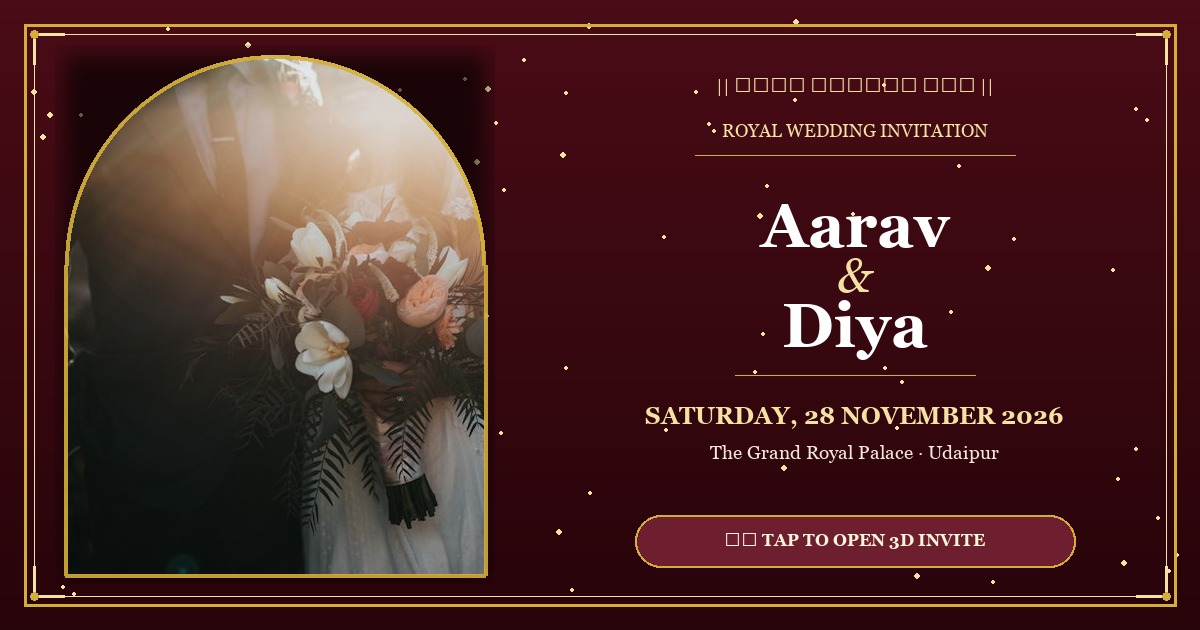 ROYAL WEDDING INVITATION
Aarav
&
Diya
SATURDAY, 28 NOVEMBER 2026
The Grand Royal Palace · Udaipur
TAP TO OPEN 3D INVITE